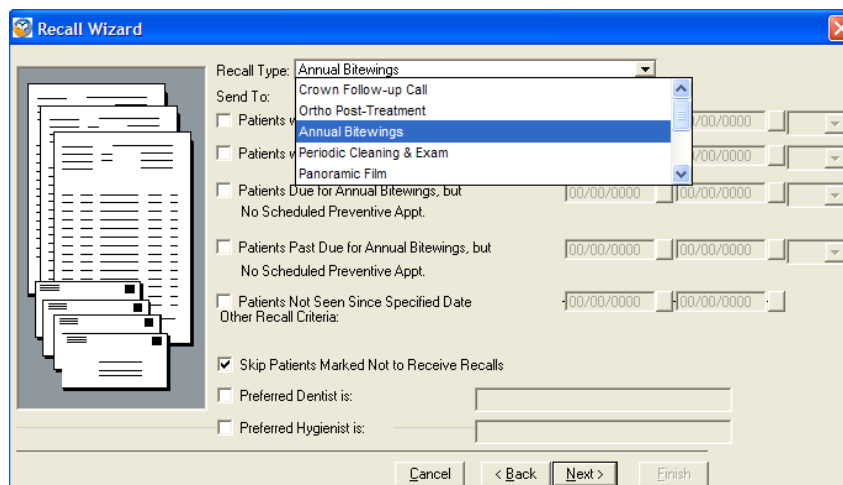 Recall Wizard
Recall Type: Annual Bitewings
Crown Follow-up Call
Send To:
Ortho Post-Treatment
Patients
00/00/0000
Annual Bitewings
Patients
00/0000
Periodic Cleaning & Exam
Panoramic Film
Patients Due for Annual Bitewings, but 00/00/0000 00/00/0000
No Scheduled Preventive Appt.
Patients Past Due for Annual Bitewings, but 00/00/0000 00/00/0000
No Scheduled Preventive Appt.
Patients Not Seen Since Specified Date 00/00/0000 00/00/0000
Other Recall Criteria:
Skip Patients Marked Not to Receive Recalls
Preferred Dentist is:
Preferred Hygienist is:
Cancel < Back Next > Finish